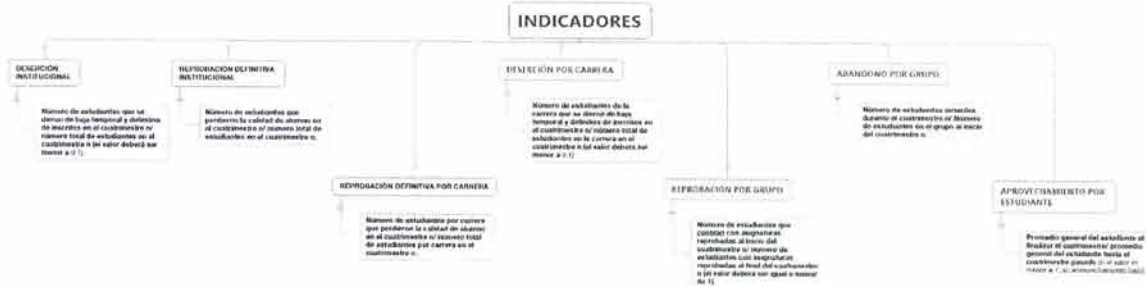 INDICADORES
DESERCIÓN
INSTITUCIONAL
Número de estudiantes que se
dieron de baja temporal y definitiva
de inscritos en el cuatrimestre n/
número total de estudiantes en el
cuatrimestre n (el valor deberá ser
menor a 0.1).
REPROBACIÓN DEFINITIVA
INSTITUCIONAL
Número de estudiantes que
perdieron la calidad de alumno en
el cuatrimestre n/ número total de
estudiantes en el cuatrimestre n.
REPROBACIÓN DEFINITIVA POR CARRERA
Número de estudiantes por carrera
que perdieron la calidad de alumno
en el cuatrimestre n/ número total
de estudiantes por carrera en el
cuatrimestre n.
DESERCIÓN POR CARRERA
Número de estudiantes de la
carrera que se dieron de baja
temporal y definitiva de inscritos en
el cuatrimestre n/ número total de
estudiantes en la carrera en el
cuatrimestre n (el valor deberá ser
menor a 0.1)
REPROBACIÓN POR GRUPO
Número de estudiantes que
cuentan con asignaturas
reprobadas al inicio del
cuatrimestre n/ número de
estudiantes con asignaturas
reprobadas al final del cuatrimestre
n (el valor deberá ser igual o menor
de 1).
ABANDONO POR GRUPO
Número de estudiantes
durante el cuatrimestre n/ Número
de estudiantes en el grupo al inicio
del cuatrimestre n.
APROVECHAMIENTO POR
ESTUDIANTE
Promedio general del estudiante al
finalizar el cuatrimestre/ promedio
general del estudiante hasta el
cuatrimestre pasado (si el valor es